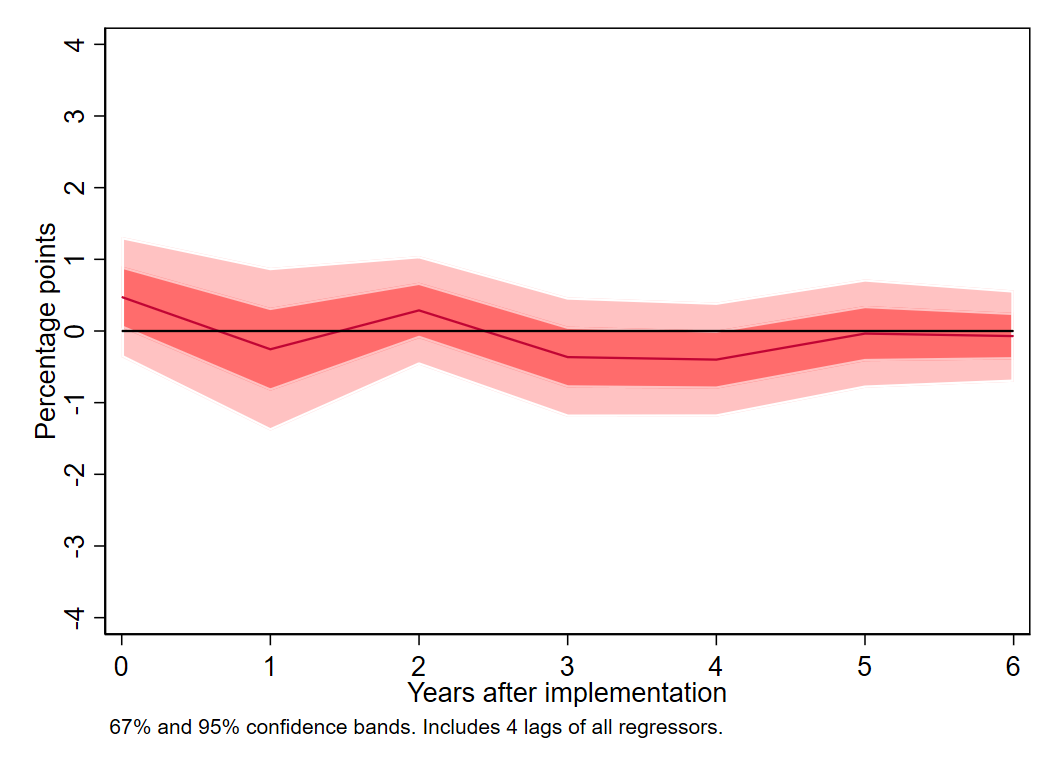 4
3
2
1
0
-1
-2
-3
-4
Percentage points
0 1 2 3 4 5 6
Years after implementation
67% and 95% confidence bands. Includes 4 lags of all regressors.